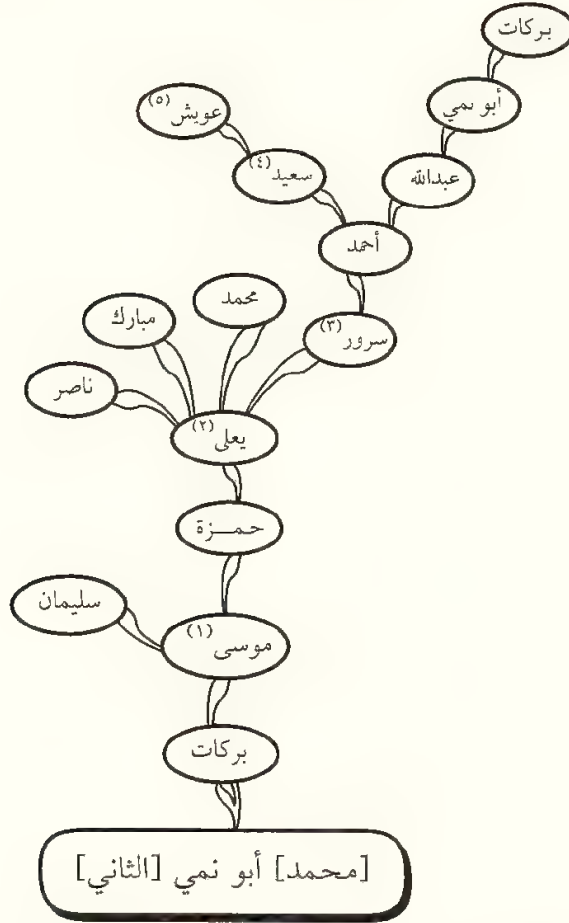 بركات
أبو نمي
عويش (٥)
سعيد (٤)
عبدالله
أحمد
محمد
مبارك
سرور (٣)
ناصر
يعلى (٢)
حمـزة
سليمان
موسى (١)
بركات
[محمد] أبو نمي [الثاني]